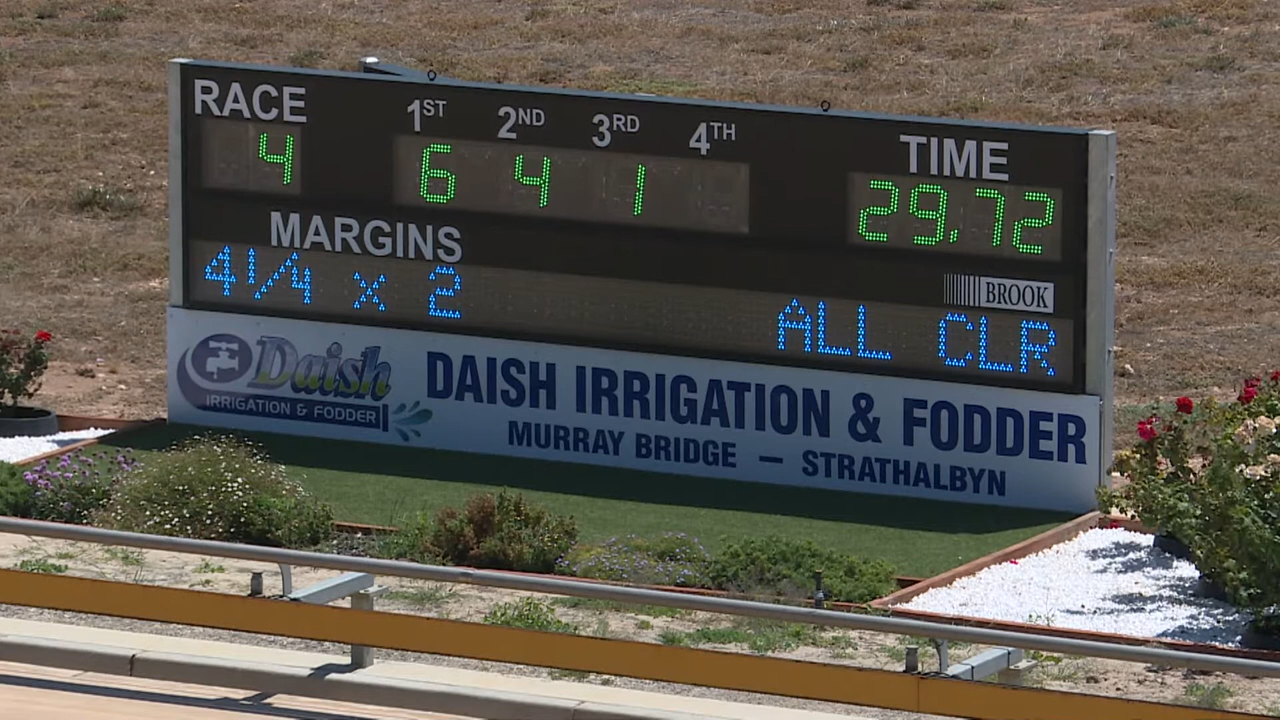 RACE 1ST 2ND 3RD 4TH TIME
4 6 4 1 29.72
MARGINS
4 1/4 x 2 ALL CLR
BROOK
Daish
IRRIGATION & FODDER
DAISH IRRIGATION & FODDER
MURRAY BRIDGE – STRATHALBYN